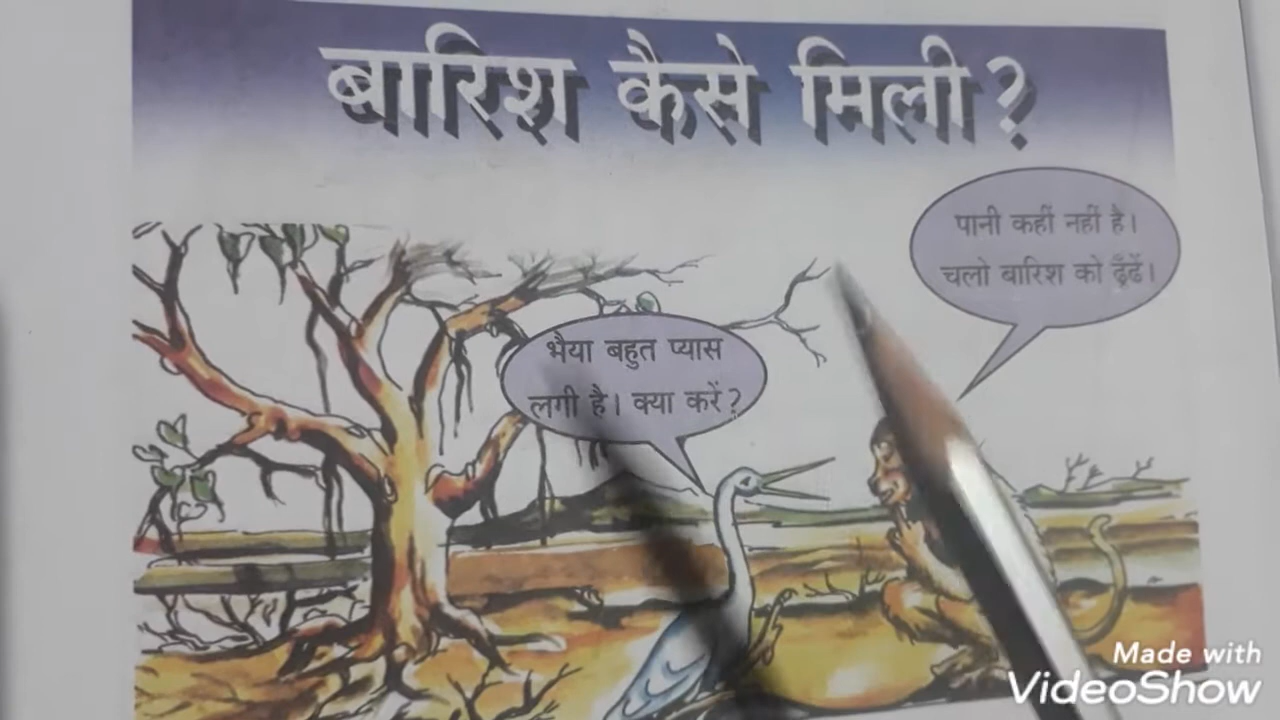 बारिश कैसे मिली?
पानी कहीं नहीं है।
चलो बारिश को ढूँढें।
भैया बहुत प्यास
लगी है। क्या करें?
Made with
VideoShow